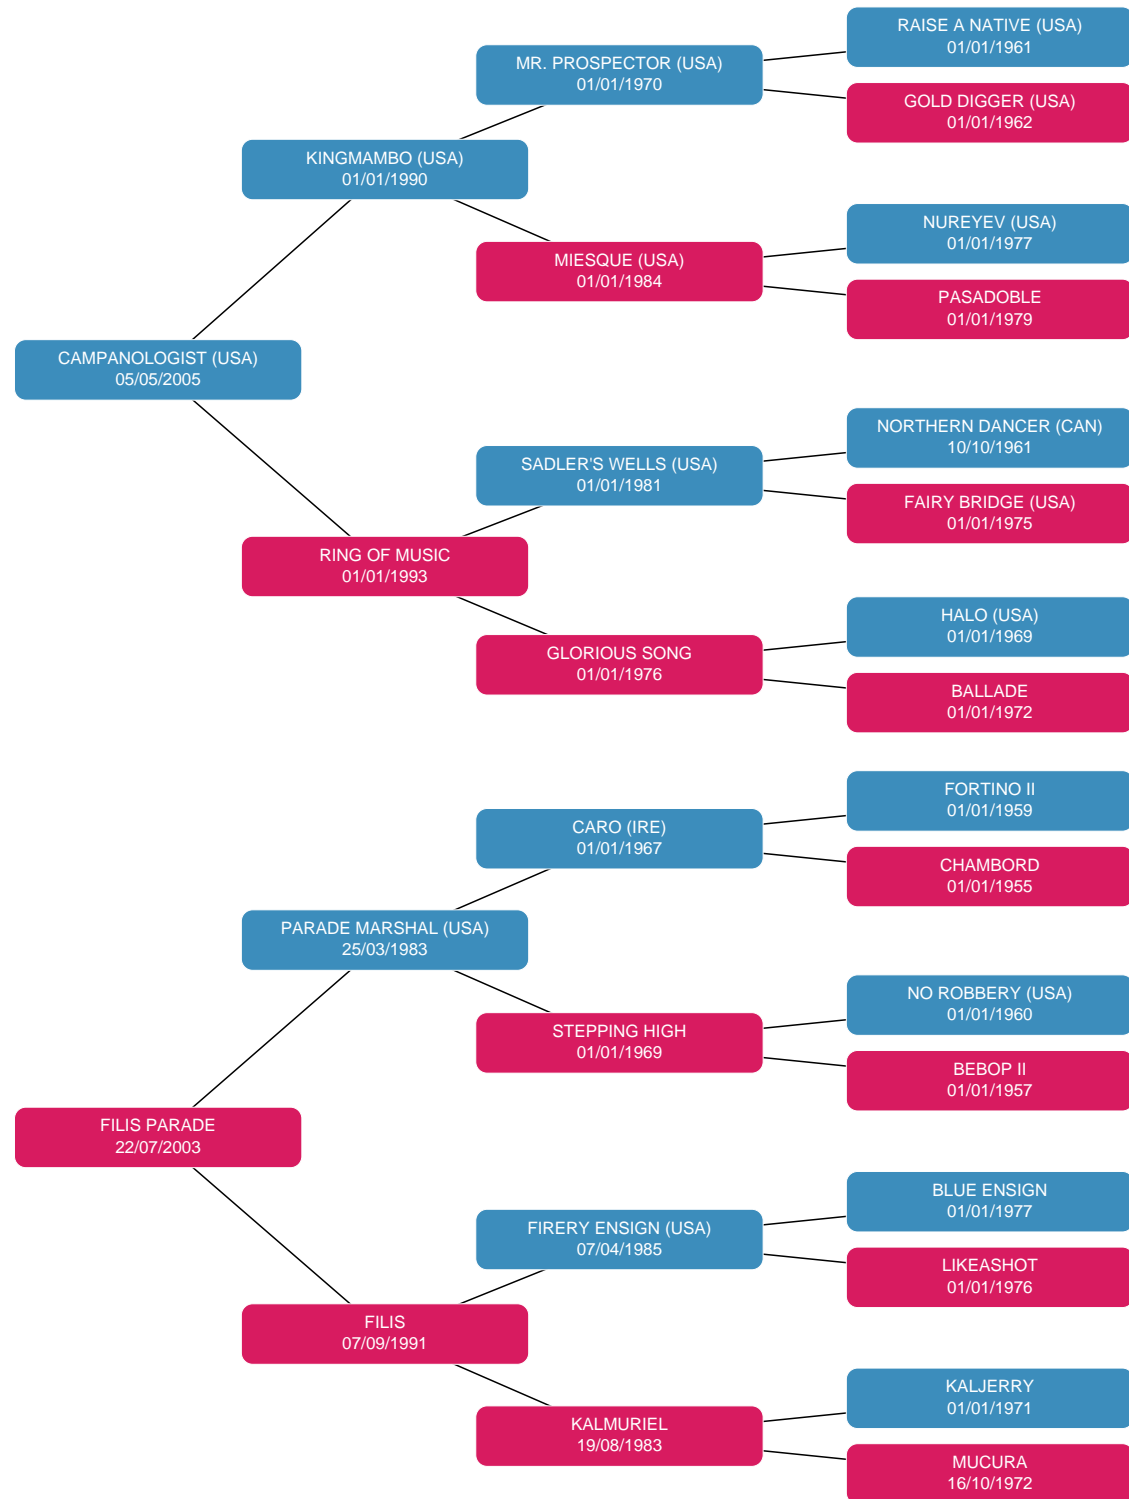 RAISE A NATIVE (USA)
01/01/1961
MR. PROSPECTOR (USA)
01/01/1970
GOLD DIGGER (USA)
01/01/1962
KINGMAMBO (USA)
01/01/1990
NUREYEV (USA)
01/01/1977
MIESQUE (USA)
01/01/1984
PASADOBLE
01/01/1979
CAMPANOLOGIST (USA)
05/05/2005
NORTHERN DANCER (CAN)
10/10/1961
SADLER'S WELLS (USA)
01/01/1981
FAIRY BRIDGE (USA)
01/01/1975
RING OF MUSIC
01/01/1993
HALO (USA)
01/01/1969
GLORIOUS SONG
01/01/1976
BALLADE
01/01/1972
FORTINO II
01/01/1959
CARO (IRE)
01/01/1967
CHAMBORD
01/01/1955
PARADE MARSHAL (USA)
25/03/1983
NO ROBBERY (USA)
01/01/1960
STEPPING HIGH
01/01/1969
BEBOP II
01/01/1957
FILIS PARADE
22/07/2003
BLUE ENSIGN
01/01/1977
FIRERY ENSIGN (USA)
07/04/1985
LIKEASHOT
01/01/1976
FILIS
07/09/1991
KALJERRY
01/01/1971
KALMURIEL
19/08/1983
MUCURA
16/10/1972